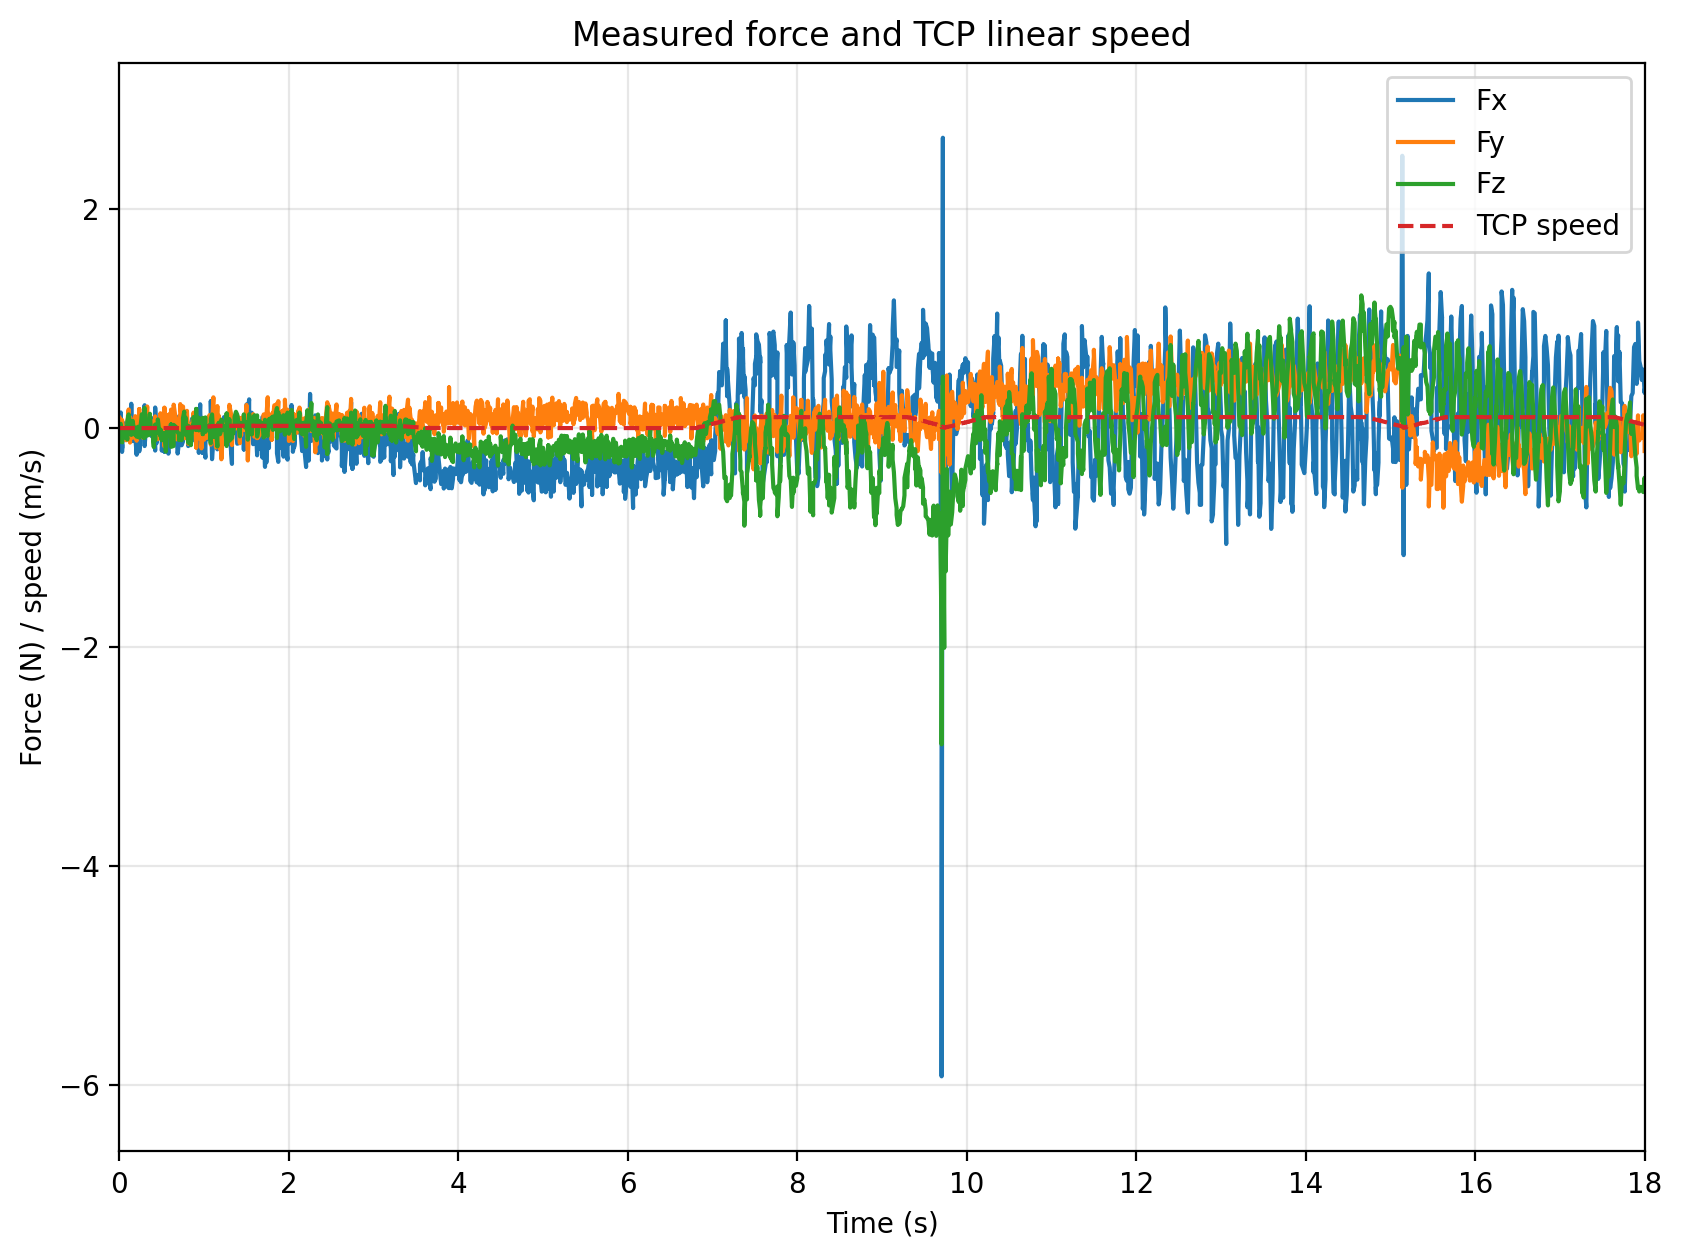 Measured force and TCP linear speed
Fx
Fy
Fz
TCP speed
Force (N) / speed (m/s)
2
0
−2
−4
−6
0 2 4 6 8 10 12 14 16 18
Time (s)